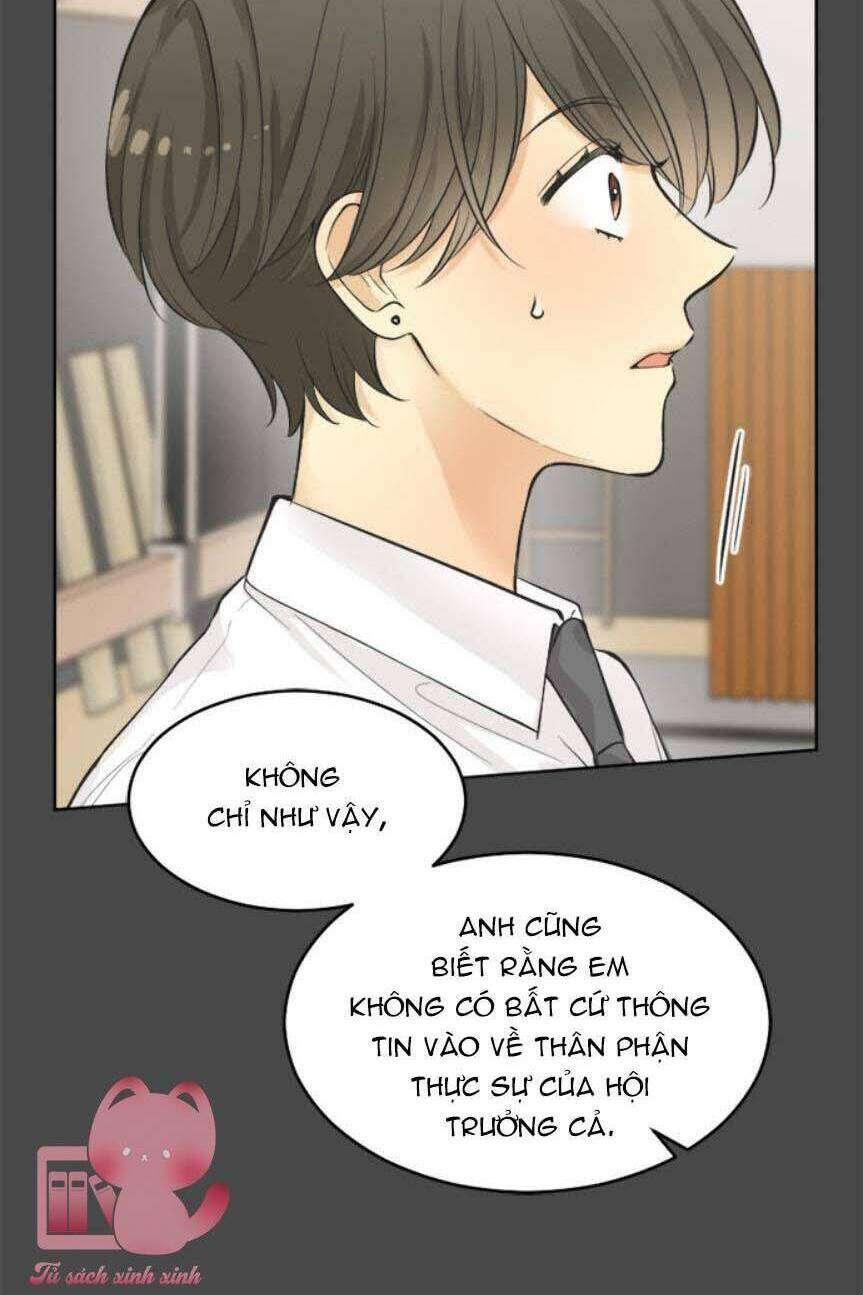 KHÔNG
CHỈ NHƯ VẬY,
ANH CŨNG
BIẾT RẰNG EM
KHÔNG CÓ BẤT CỨ THÔNG
TIN VÀO VỀ THÂN PHẬN
THỰC SỰ CỦA HỘI
TRƯỞNG CẢ.
Tủ sách xinh xinh